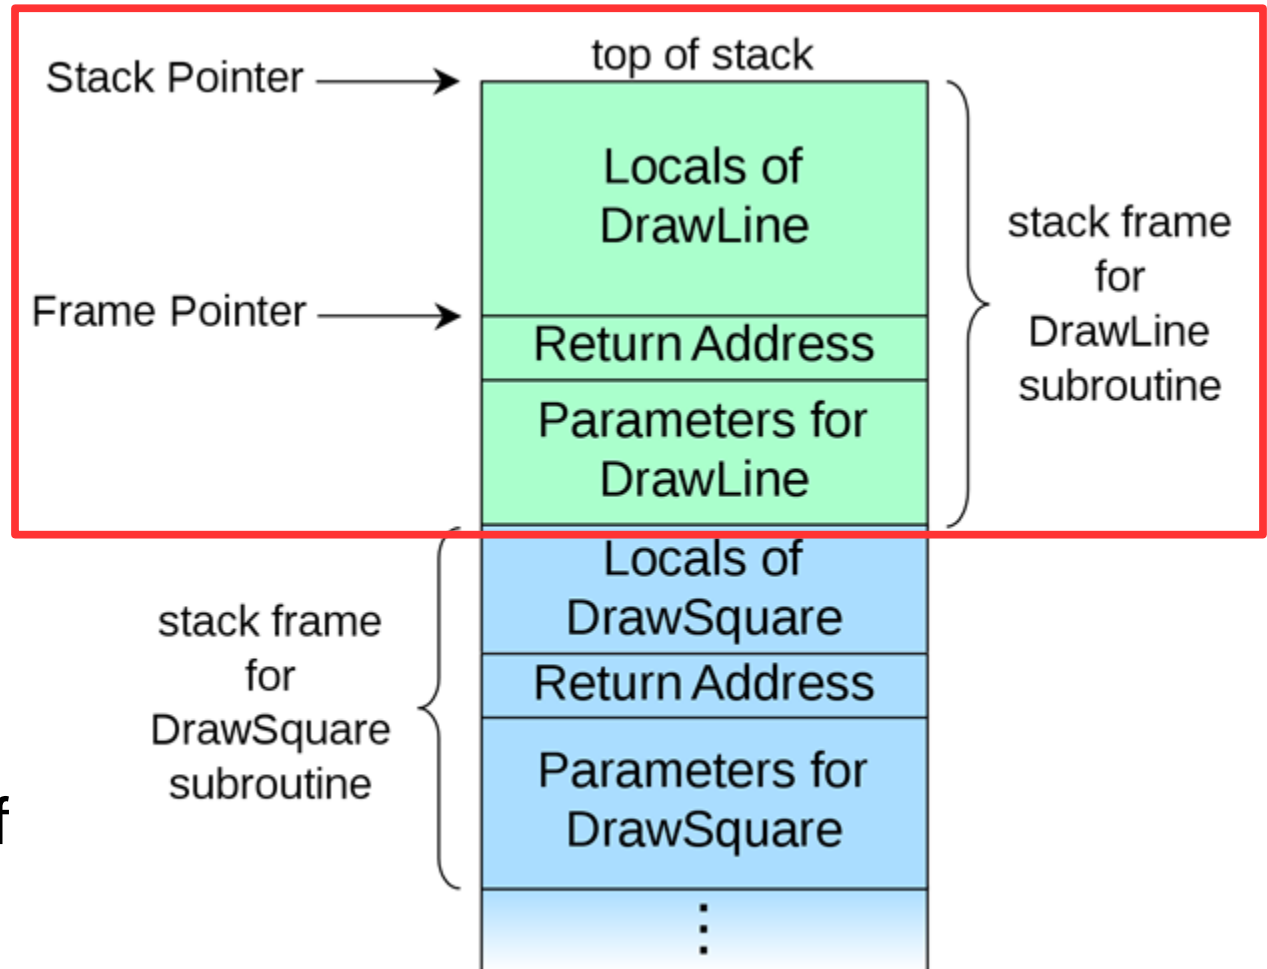 top of stack
Stack Pointer
Locals of
DrawLine
stack frame
for
DrawLine
subroutine
Frame Pointer
Return Address
Parameters for
DrawLine
Locals of
DrawSquare
stack frame
for
DrawSquare
subroutine
Return Address
Parameters for
DrawSquare
f
⋮